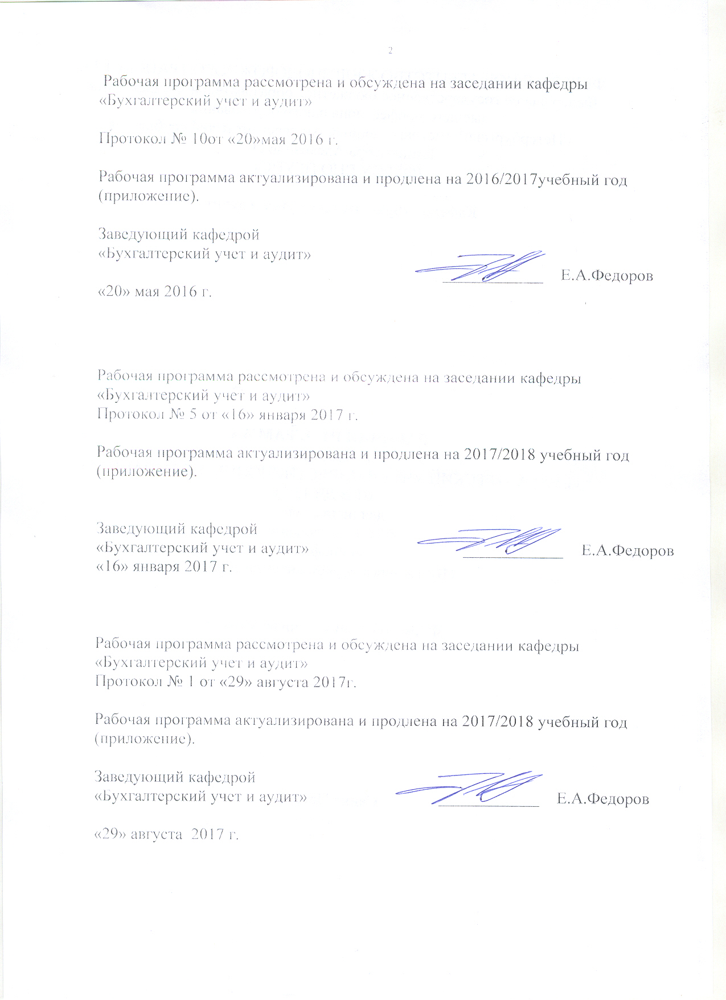 2
Рабочая программа рассмотрена и обсуждена на заседании кафедры
«Бухгалтерский учет и аудит»
Протокол № 10от «20»мая 2016 г.
Рабочая программа актуализирована и продлена на 2016/2017учебный год
(приложение).
Заведующий кафедрой
«Бухгалтерский учет и аудит»
Е.А.Федоров
«20» мая 2016 г.
Рабочая программа рассмотрена и обсуждена на заседании кафедры
«Бухгалтерский учет и аудит»
Протокол № 5 от «16» января 2017 г.
Рабочая программа актуализирована и продлена на 2017/2018 учебный год
(приложение).
Заведующий кафедрой
«Бухгалтерский учет и аудит»
Е.А.Федоров
«16» января 2017 г.
Рабочая программа рассмотрена и обсуждена на заседании кафедры
«Бухгалтерский учет и аудит»
Протокол № 1 от «29» августа 2017г.
Рабочая программа актуализирована и продлена на 2017/2018 учебный год
(приложение).
Заведующий кафедрой
«Бухгалтерский учет и аудит»
Е.А.Федоров
«29» августа  2017 г.